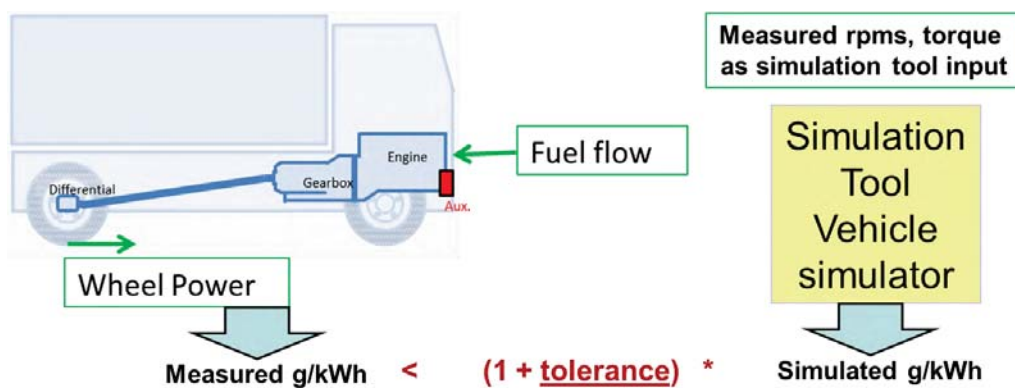 Measured rpms, torque
as simulation tool input
Engine
Fuel flow
Gearbox
Differential
Aux.
Simulation
Tool
Vehicle
simulator
Wheel Power
Measured g/kWh < (1 + tolerance) * Simulated g/kWh